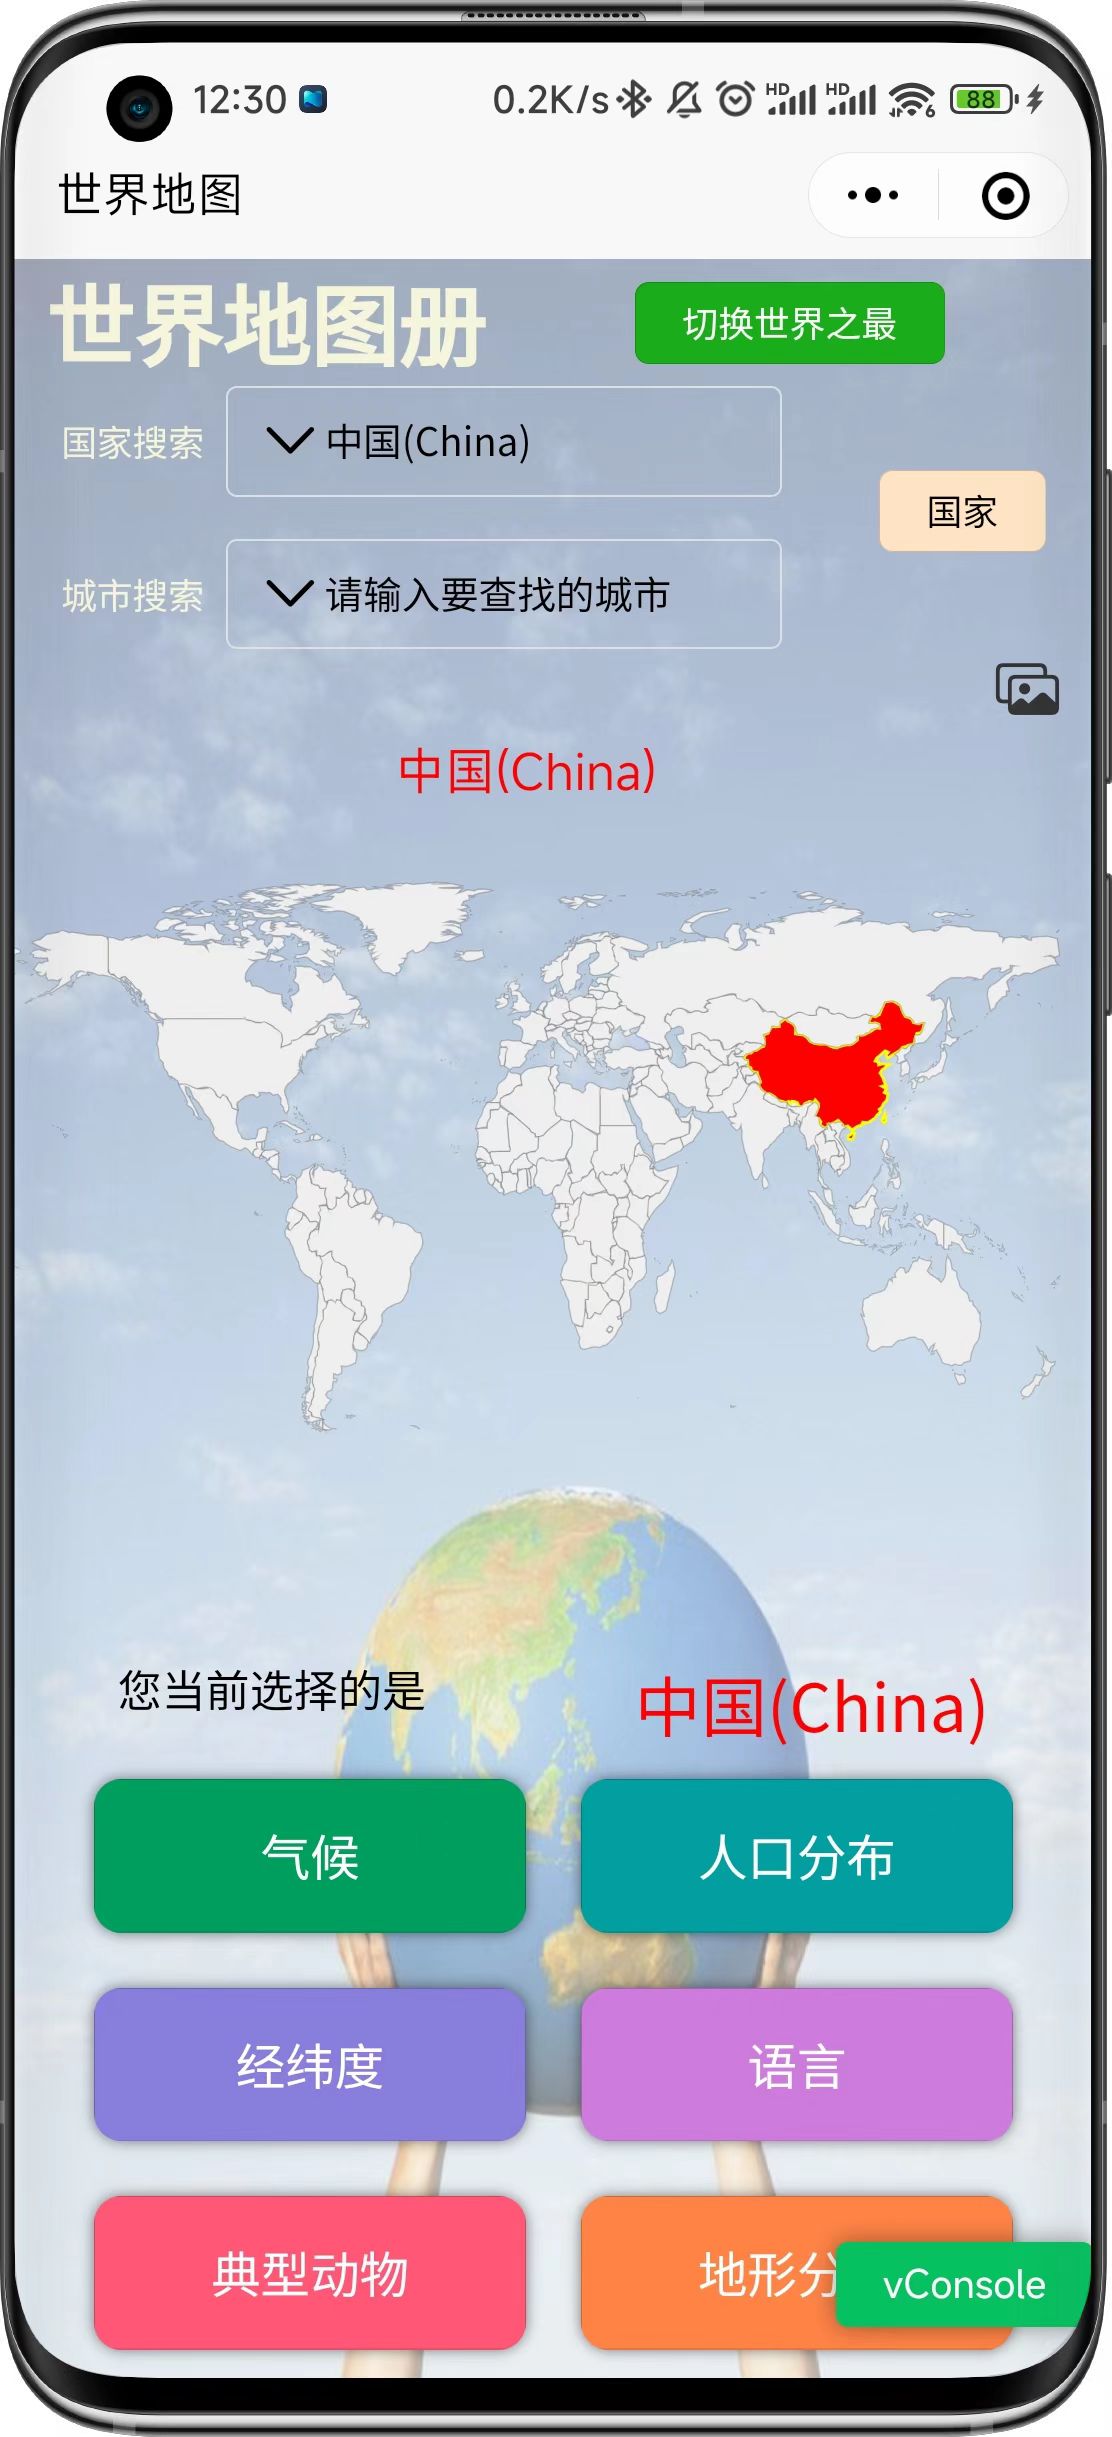 12:30
0.2K/s
HD HD 6 88
世界地图
世界地图册
切换世界之最
国家搜索
中国(China)
国家
城市搜索
请输入要查找的城市
中国(China)
您当前选择的是
中国(China)
气候
人口分布
经纬度
语言
典型动物
地形分
vConsole